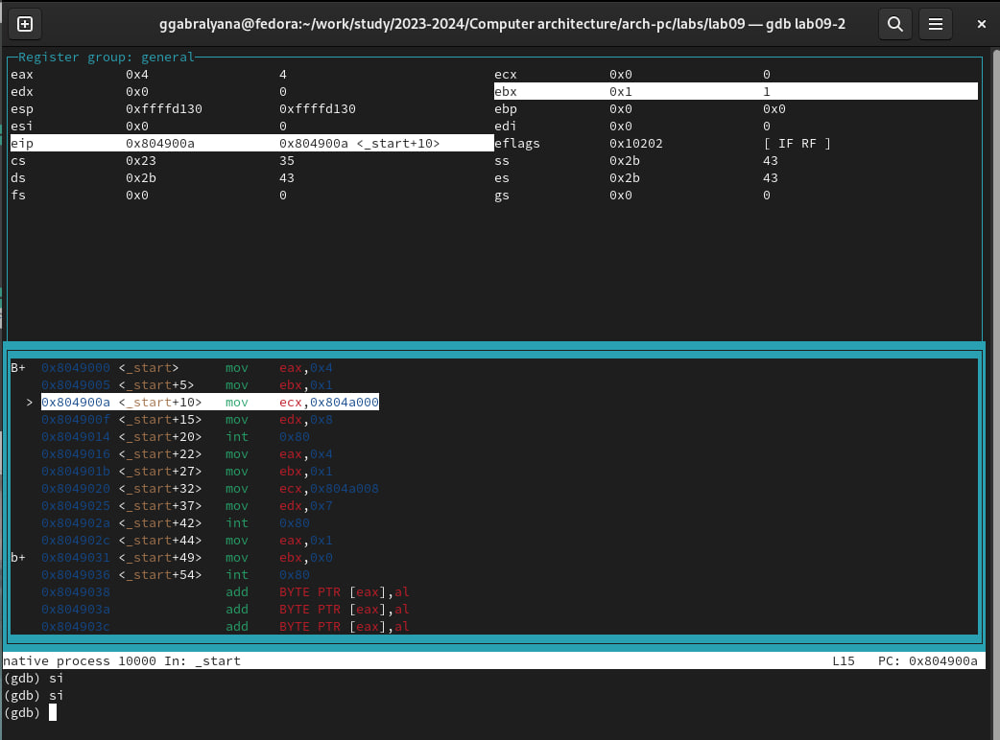 ggabralyana@fedora:~/work/study/2023-2024/Computer architecture/arch-pc/labs/lab09 — gdb lab09-2
Register group: general
eax 0x4 4 ecx 0x0 0
edx 0x0 0 ebx 0x1 1
esp 0xffffd130 0xffffd130 ebp 0x0 0x0
esi 0x0 0 edi 0x0 0
eip 0x804900a 0x804900a <_start+10> eflags 0x10202 [ IF RF ]
cs 0x23 35 ss 0x2b 43
ds 0x2b 43 es 0x2b 43
fs 0x0 0 gs 0x0 0
B+ 0x8049000 <_start> mov eax,0x4
0x8049005 <_start+5> mov ebx,0x1
> 0x804900a <_start+10> mov ecx,0x804a000
0x804900f <_start+15> mov edx,0x8
0x8049014 <_start+20> int 0x80
0x8049016 <_start+22> mov eax,0x4
0x804901b <_start+27> mov ebx,0x1
0x8049020 <_start+32> mov ecx,0x804a008
0x8049025 <_start+37> mov edx,0x7
0x804902a <_start+42> int 0x80
0x804902c <_start+44> mov eax,0x1
b+ 0x8049031 <_start+49> mov ebx,0x0
0x8049036 <_start+54> int 0x80
0x8049038 add BYTE PTR [eax],al
0x804903a add BYTE PTR [eax],al
0x804903c add BYTE PTR [eax],al
native process 10000 In: _start L15 PC: 0x804900a
(gdb) si
(gdb) si
(gdb)